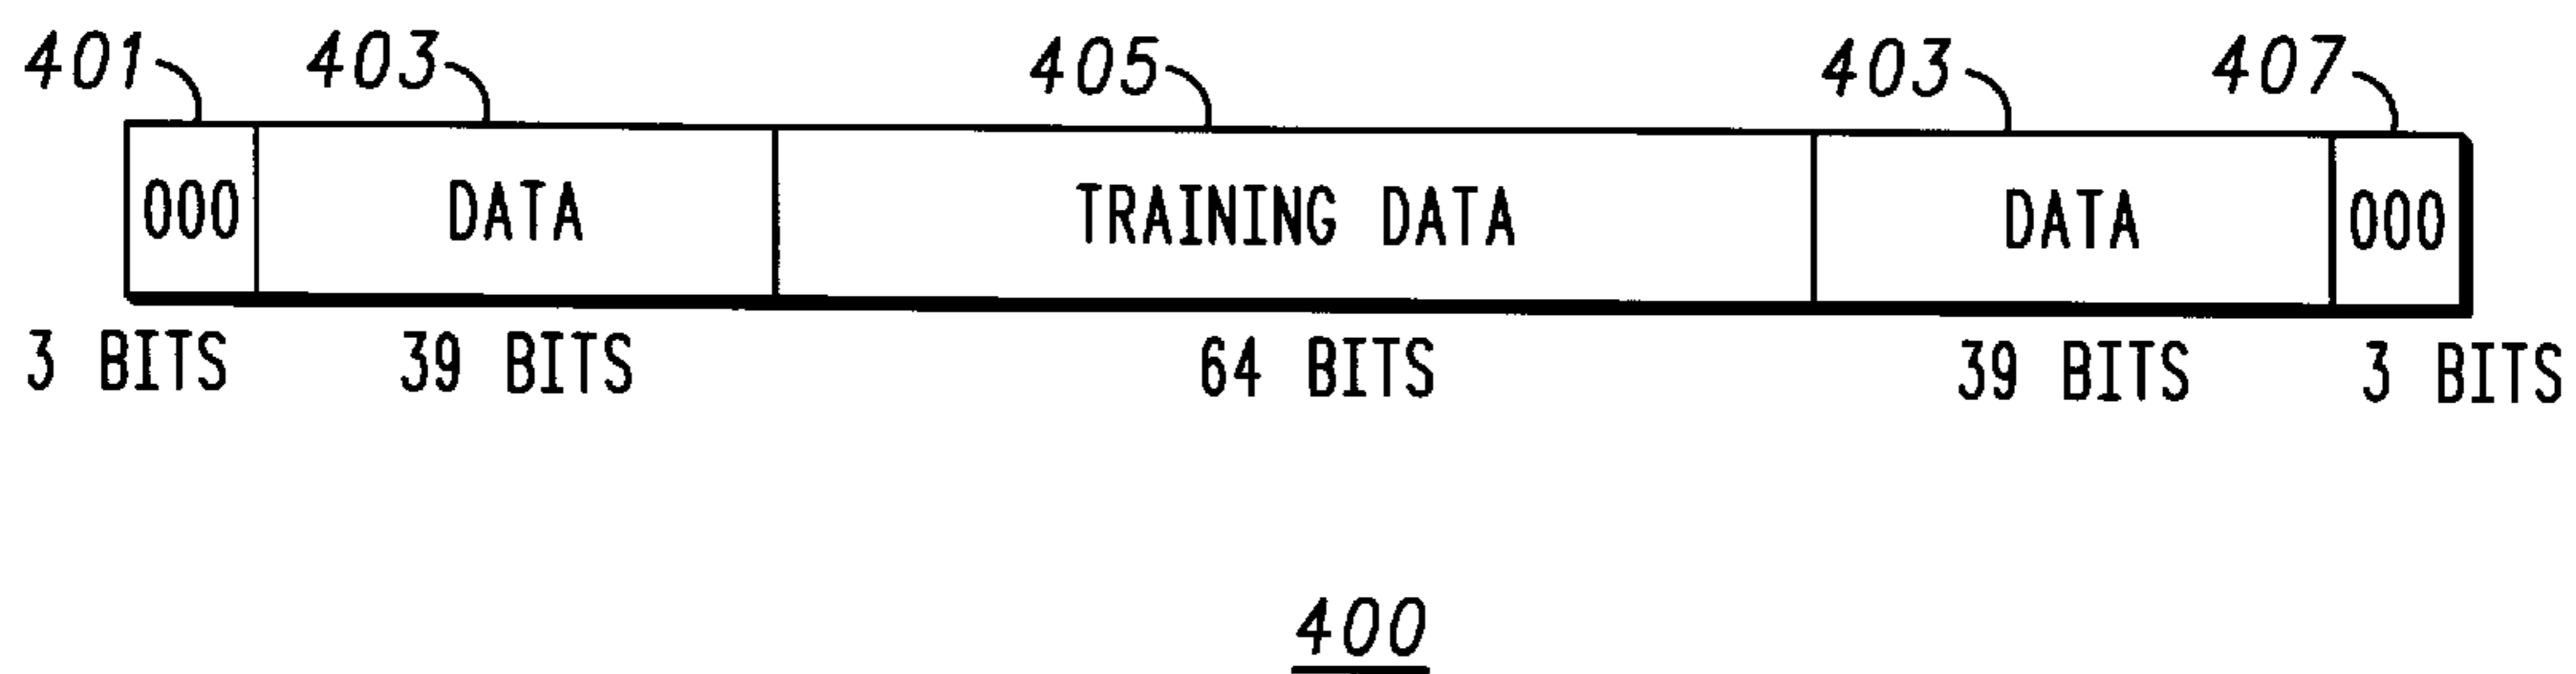 401 403 405 403 407
000 DATA TRAINING DATA DATA 000
3 BITS 39 BITS 64 BITS 39 BITS 3 BITS
400